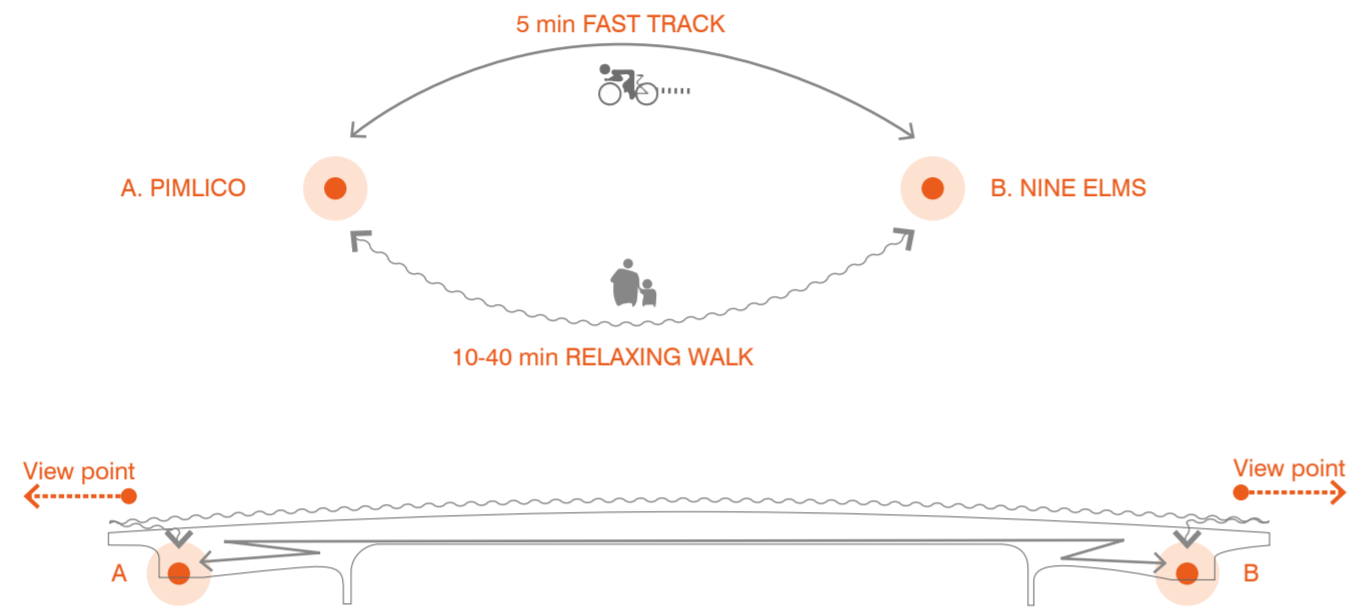 5 min FAST TRACK
A. PIMLICO
B. NINE ELMS
10-40 min RELAXING WALK
View point
View point
A
B